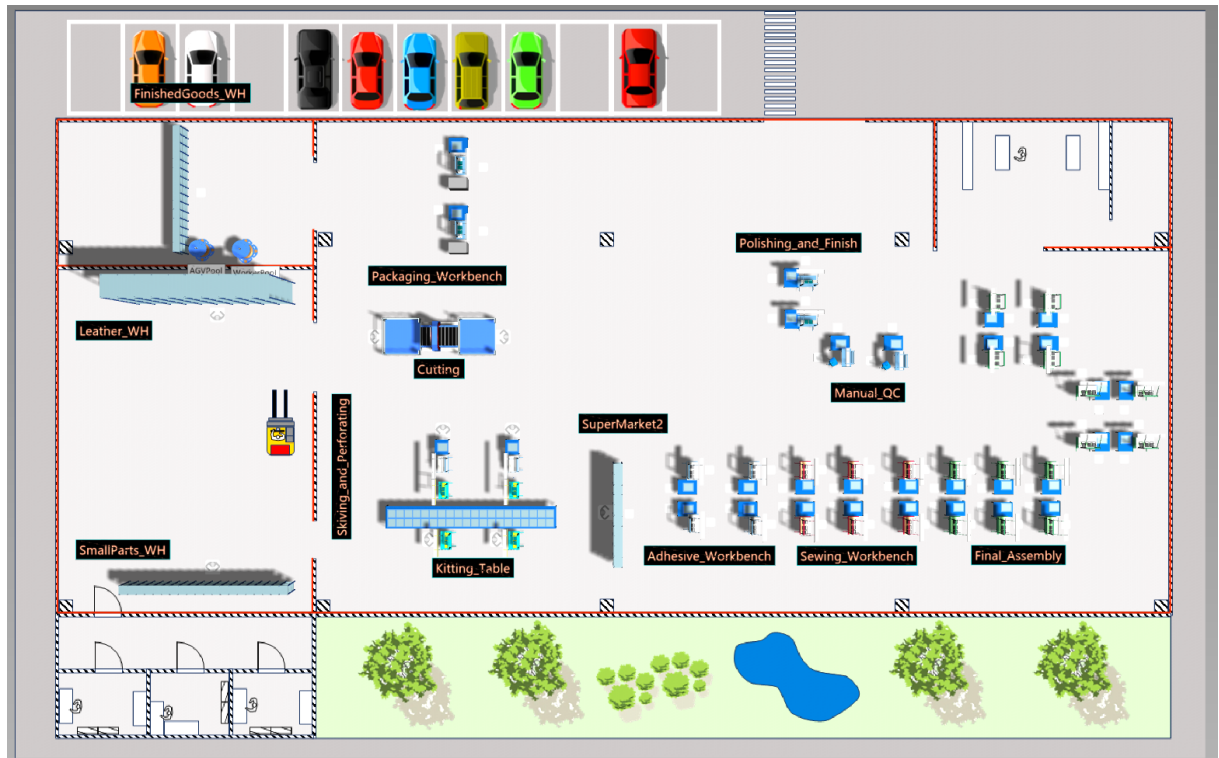 FinishedGoods_WH
Polishing_and_Finish
AGVPool
WorkerPool
Packaging_Workbench
Leather_WH
Cutting
Manual_QC
Skiving_and_Perforating
SuperMarket2
SmallParts_WH
Kitting_Table
Adhesive_Workbench
Sewing_Workbench
Final_Assembly